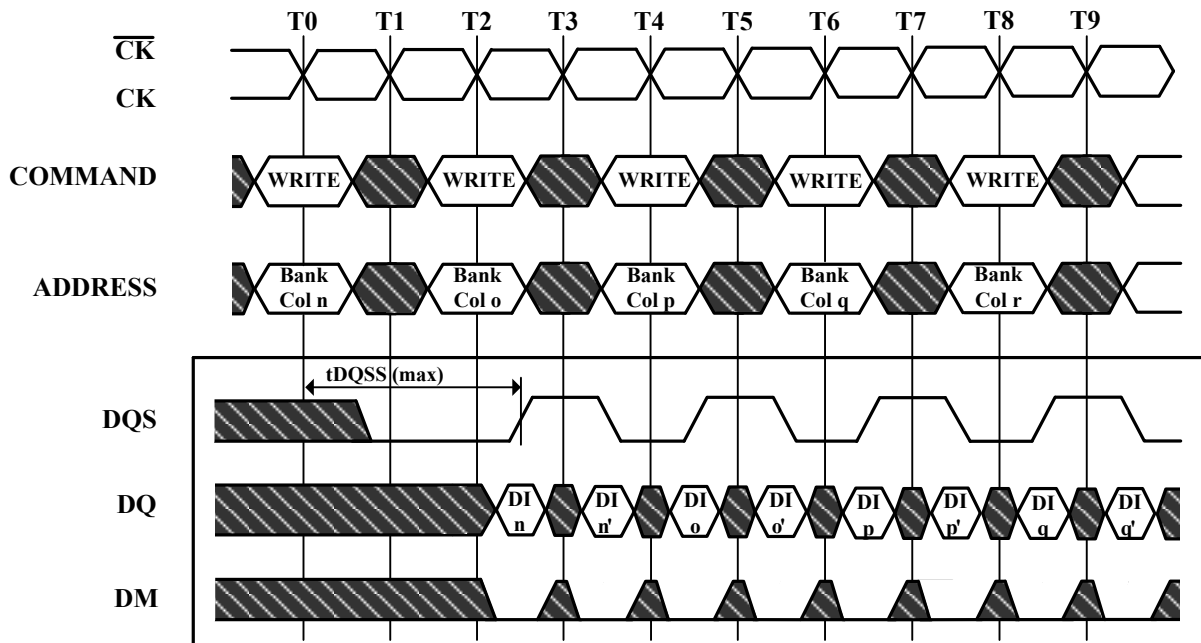 T0 T1 T2 T3 T4 T5 T6 T7 T8 T9
CK
CK
COMMAND WRITE WRITE WRITE WRITE WRITE
ADDRESS
Bank Bank Bank Bank Bank
Col n Col o Col p Col q Col r
tDQSS (max)
DQS
DQ
DI DI DI DI DI DI DI DI
n n' o o' p p' q q'
DM